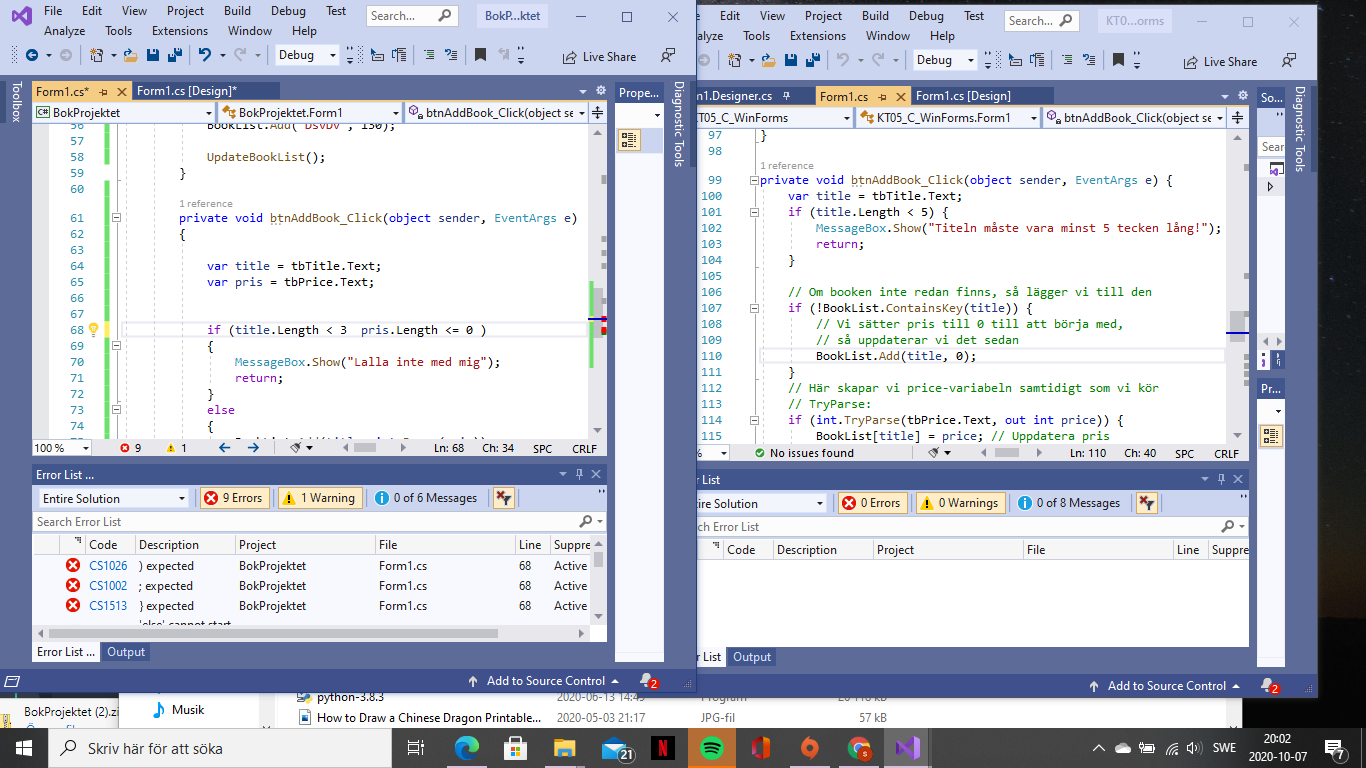 File Edit View Project Build Debug Test Search... BokP...ktet
Analyze Tools Extensions Window Help
Debug Live Share
Toolbox
Form1.cs* Form1.cs [Design]*
BokProjektet BokProjektet.Form1 btnAddBook_Click(object se
56 BookList.Add("DsvDv", 150);
57
58 UpdateBookList();
59 }
60
1 reference
61 private void btnAddBook_Click(object sender, EventArgs e)
62 {
63
64 var title = tbTitle.Text;
65 var pris = tbPrice.Text;
66
67
68 if (title.Length < 3  pris.Length <= 0 )
69 {
70 MessageBox.Show("Lalla inte med mig");
71 return;
72 }
73 else
74 {
100 % 9 1 Ln: 68 Ch: 34 SPC CRLF
Error List ...
Entire Solution 9 Errors 1 Warning 0 of 6 Messages
Search Error List
Code Description Project File Line Suppre
CS1026 ) expected BokProjektet Form1.cs 68 Active
CS1002 ; expected BokProjektet Form1.cs 68 Active
CS1513 } expected BokProjektet Form1.cs 68 Active
'else' cannot start
Error List ... Output
Add to Source Control 2
Prope...
Diagnostic Tools
Edit View Project Build Debug Test Search... KT0...orms
alyze Tools Extensions Window Help
Debug Live Share
m1.Designer.cs Form1.cs Form1.cs [Design]
KT05_C_WinForms KT05_C_WinForms.Form1 btnAddBook_Click(object se
97 }
98
1 reference
99 private void btnAddBook_Click(object sender, EventArgs e) {
100 var title = tbTitle.Text;
101 if (title.Length < 5) {
102 MessageBox.Show("Titeln måste vara minst 5 tecken lång!");
103 return;
104 }
105
106 // Om booken inte redan finns, så lägger vi till den
107 if (!BookList.ContainsKey(title)) {
108 // Vi sätter pris till 0 till att börja med,
109 // så uppdaterar vi det sedan
110 BookList.Add(title, 0);
111 }
112 // Här skapar vi price-variabeln samtidigt som vi kör
113 // TryParse:
114 if (int.TryParse(tbPrice.Text, out int price)) {
115 BookList[title] = price; // Uppdatera pris
% No issues found Ln: 110 Ch: 40 SPC CRLF
r List
tire Solution 0 Errors 0 Warnings 0 of 8 Messages
rch Error List
Code Description Project File Line Suppre
r List Output
Add to Source Control 2
So...
Sear
Pr...
Diagnostic Tools
BokProjektet (2).zi
Musik
python-3.8.3 2020-06-13 14:45 Program
How to Draw a Chinese Dragon Printable... 2020-05-03 21:17 JPG-fil 57 kB
Skriv här för att söka 21 SWE 20:02
2020-10-07 7